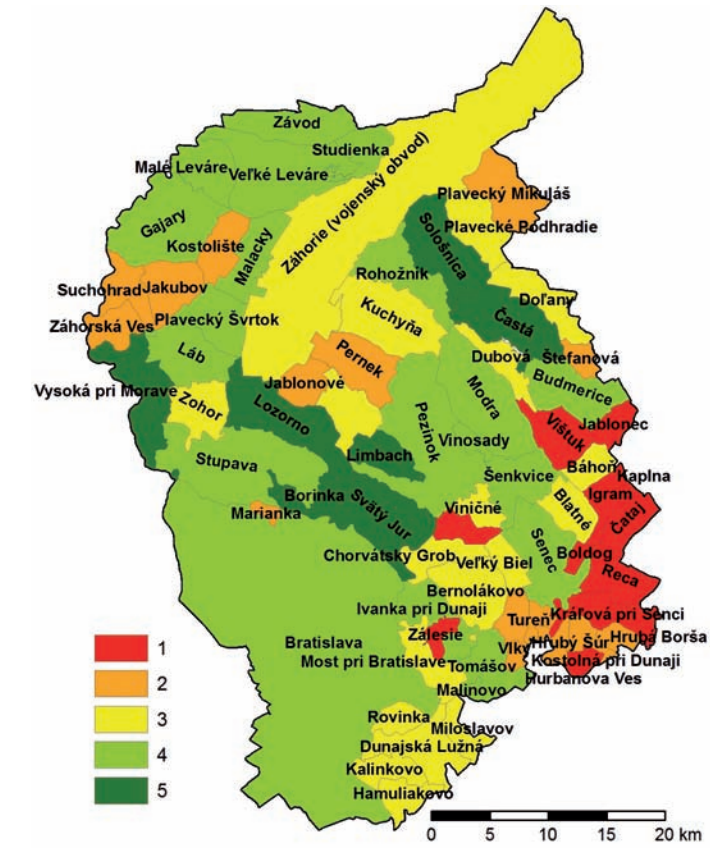 Závod
Studienka
Malé Leváre
Veľké Leváre
Záhorie (vojenský obvod)
Plavecký Mikuláš
Gajary
Kostolište
Malacky
Sološnica
Plavecké Podhradie
Rohožník
Suchohrad
Jakubov
Doľany
Kuchyňa
Častá
Záhorská Ves
Plavecký Švrtok
Láb
Pernek
Dubová
Štefanová
Budmerice
Vysoká pri Morave
Jablonové
Zohor
Lozorno
Modra
Pezinok
Vištuk
Jablonec
Vinosady
Limbach
Stupava
Báhoň
Kaplna
Šenkvice
Igram
Borinka
Blatné
Čataj
Marianka
Svätý Jur
Viničné
Senec
Chorvátsky Grob
Boldog
Veľký Biel
Reca
Bernolákovo
Ivanka pri Dunaji
Tureň
Kráľová pri Senci
Zálesie
Hrubá Borša
Bratislava
Vlky
Hrubý Šúr
Most pri Bratislave
Tomášov
Kostolná pri Dunaji
Hurbanova Ves
Malinovo
Rovinka
Miloslavov
Dunajská Lužná
Kalinkovo
Hamuliakovo
1
2
3
4
5
0 5 10 15 20 km